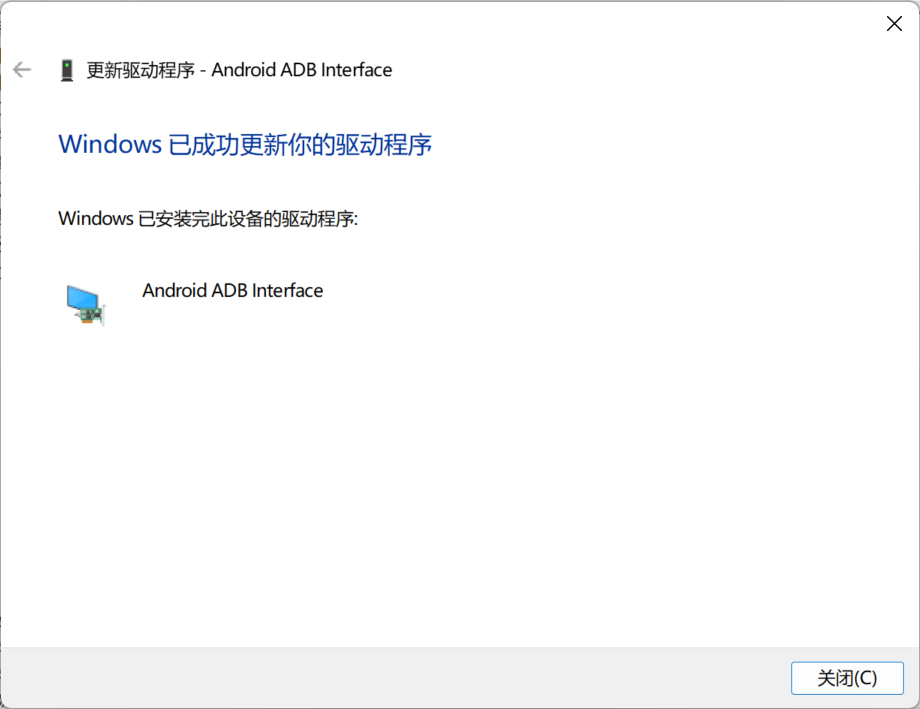 更新驱动程序 - Android ADB Interface
Windows 已成功更新你的驱动程序
Windows 已安装完此设备的驱动程序:
Android ADB Interface
关闭(C)